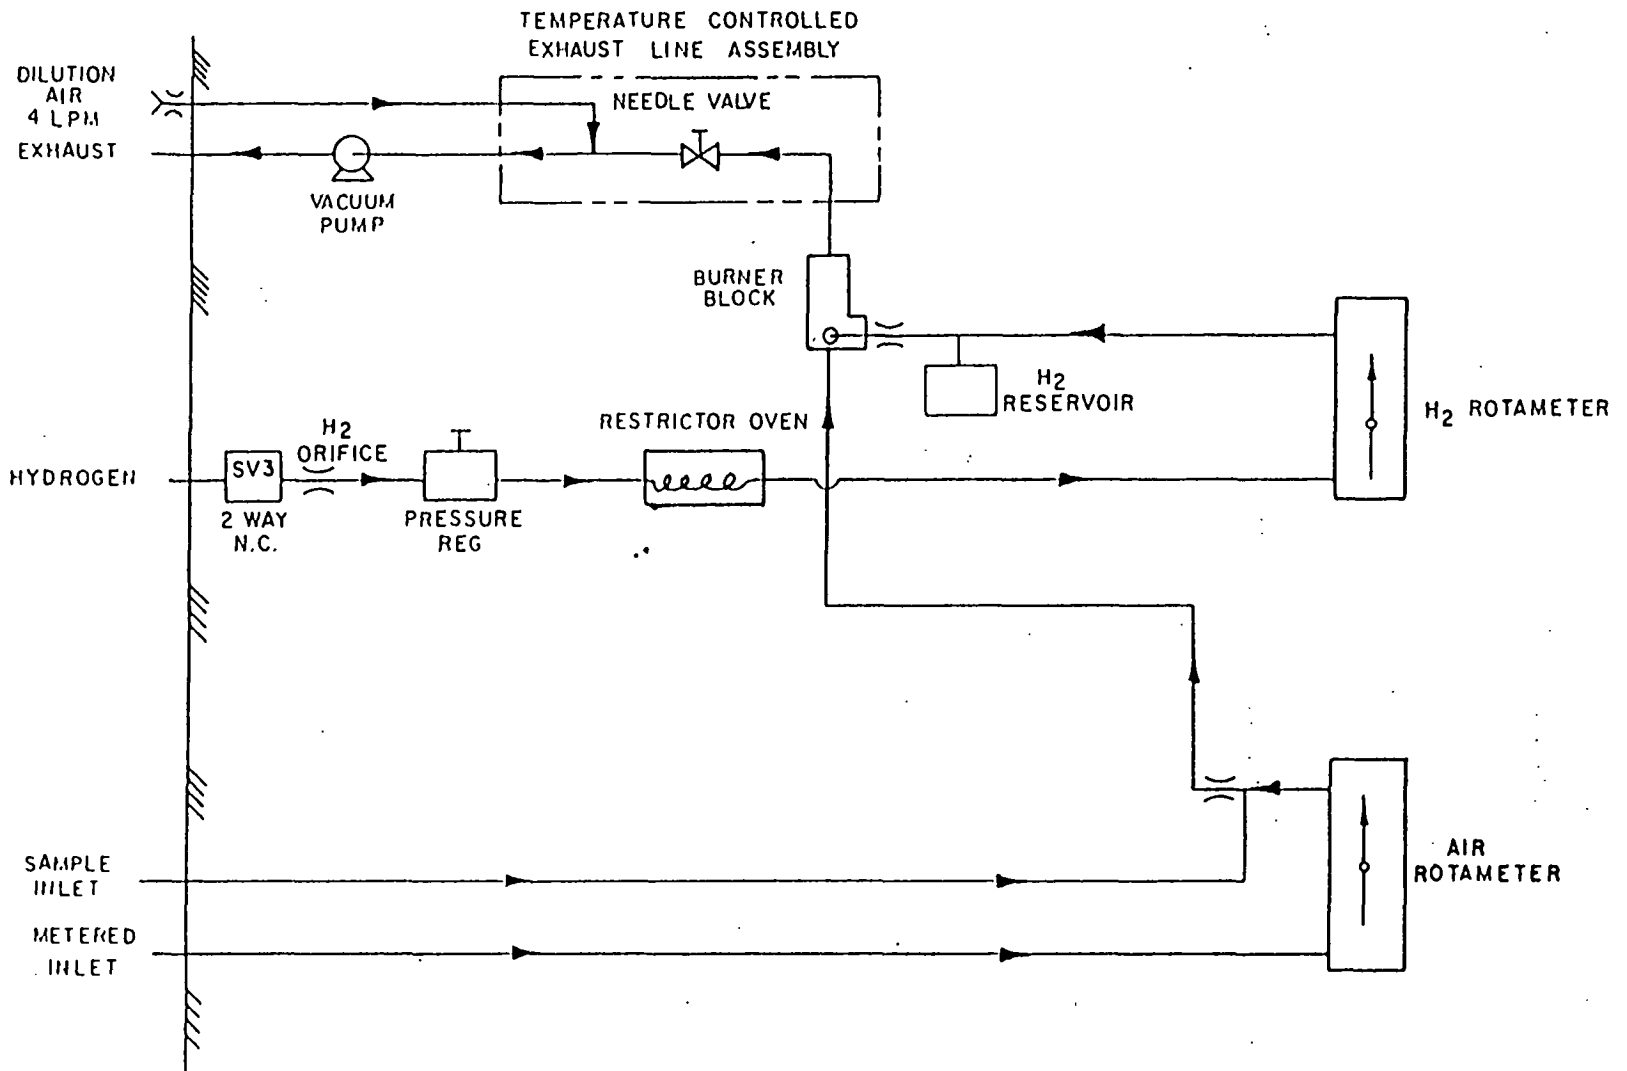 TEMPERATURE CONTROLLED
EXHAUST LINE ASSEMBLY
DILUTION
AIR
4 LPM
EXHAUST
NEEDLE VALVE
VACUUM
PUMP
BURNER
BLOCK
H2
RESERVOIR
H2 ROTAMETER
RESTRICTOR OVEN
H2
ORIFICE
HYDROGEN
SV3
2 WAY
N.C.
PRESSURE
REG
SAMPLE
INLET
AIR
ROTAMETER
METERED
INLET